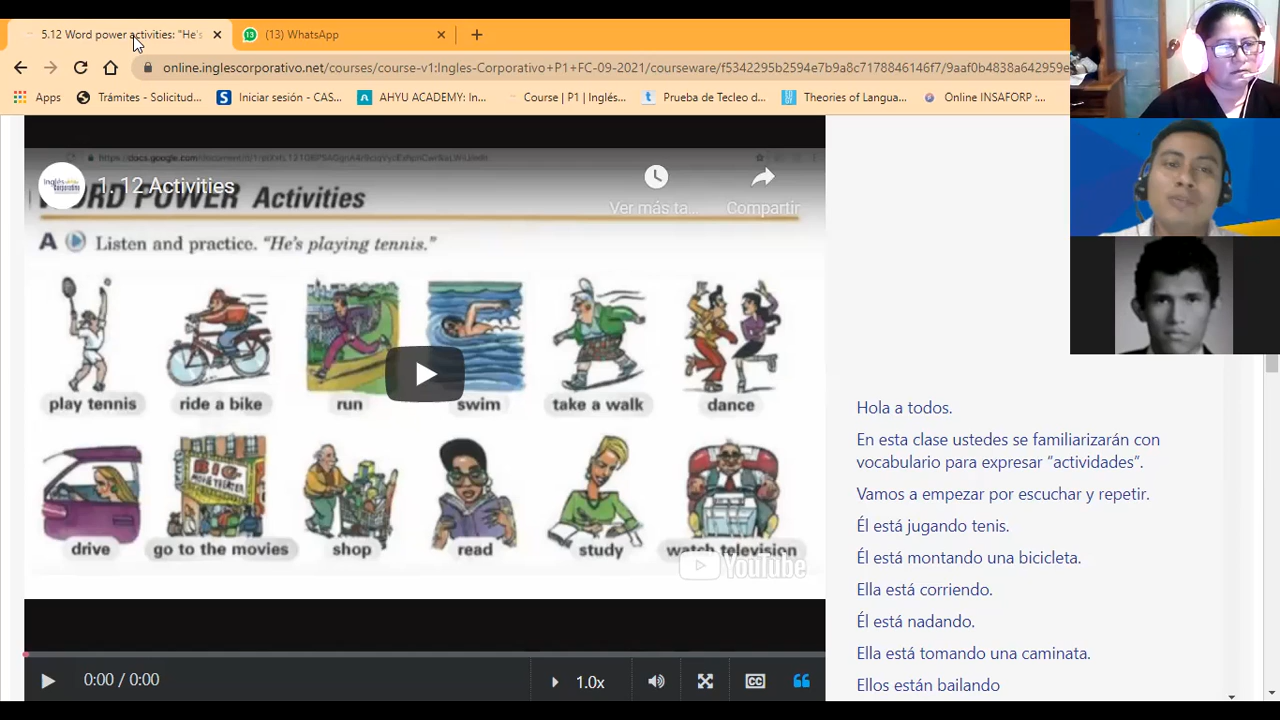 5.12 Word power activities: "He's
13
(13) WhatsApp
online.inglescorporativo.net/courses/course-v1:Ingles-Corporativo+P1+FC-09-2021/courseware/f5342295b2594e7b9a8c7178846146f7/9aaf0b4838a642959e
Apps
Trámites - Solicitud...
Iniciar sesión - CAS...
AHYU ACADEMY: In...
Course | P1 | Inglés...
Prueba de Tecleo d...
Theories of Langua...
Online INSAFORP :...
1. 12 Activities
Ver más ta...
Compartir
WORD POWER Activities
A Listen and practice. "He's playing tennis."
play tennis
ride a bike
run
swim
take a walk
dance
BIG
drive
go to the movies
shop
read
study
watch television
YouTube
0:00 / 0:00
1.0x
CC
Hola a todos.
En esta clase ustedes se familiarizarán con
vocabulario para expresar “actividades”.
Vamos a empezar por escuchar y repetir.
Él está jugando tenis.
Él está montando una bicicleta.
Ella está corriendo.
Él está nadando.
Ella está tomando una caminata.
Ellos están bailando